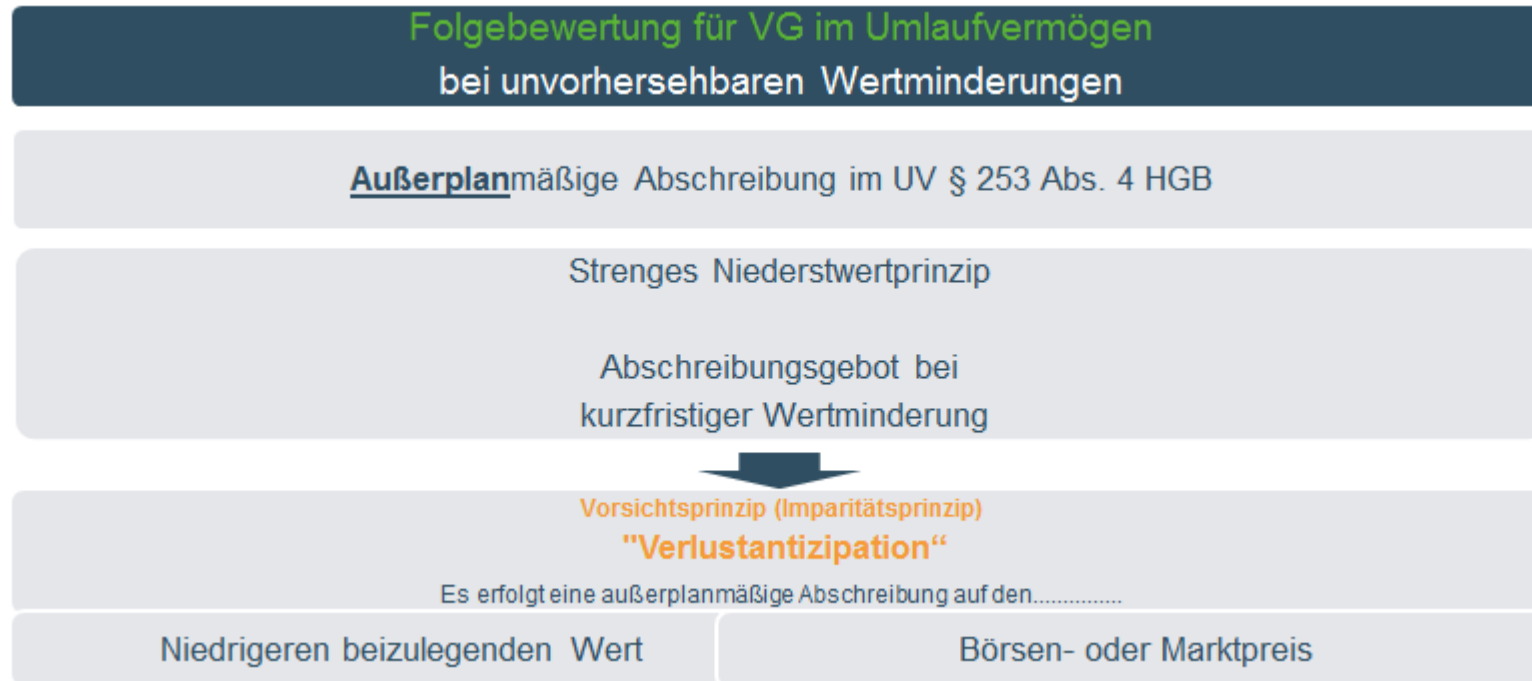 Folgebewertung für VG im Umlaufvermögen
bei unvorhersehbaren Wertminderungen
Außerplanmäßige Abschreibung im UV § 253 Abs. 4 HGB
Strenges Niederstwertprinzip
Abschreibungsgebot bei
kurzfristiger Wertminderung
Vorsichtsprinzip (Imparitätsprinzip)
"Verlustantizipation“
Es erfolgt eine außerplanmäßige Abschreibung auf den...............
Niedrigeren beizulegenden Wert
Börsen- oder Marktpreis